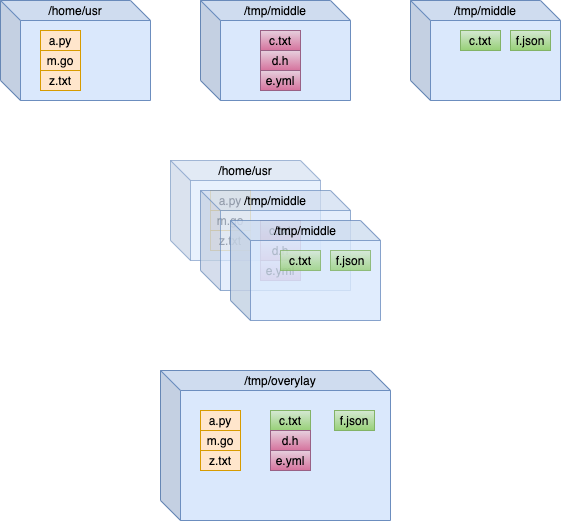 /home/usr
/tmp/middle
/tmp/middle
a.py
c.txt
c.txt
f.json
m.go
d.h
z.txt
e.yml
/home/usr
a.py
/tmp/middle
m.go
c.txt
/tmp/middle
z.txt
d.h
c.txt
f.json
e.yml
/tmp/overylay
a.py
c.txt
f.json
m.go
d.h
z.txt
e.yml